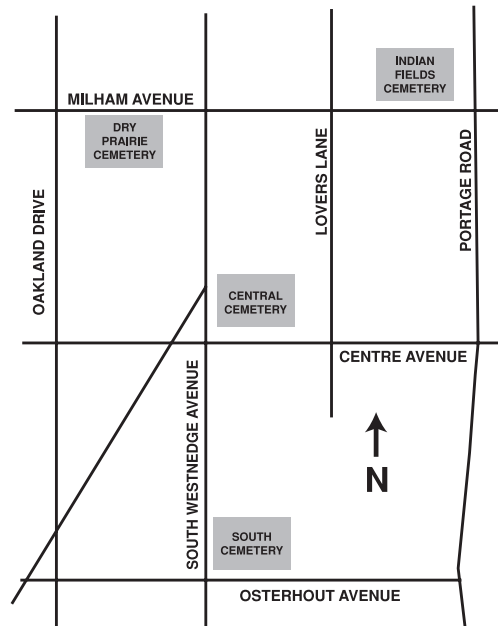 INDIAN
FIELDS
CEMETERY
MILHAM AVENUE
DRY
PRAIRIE
CEMETERY
OAKLAND DRIVE
LOVERS LANE
PORTAGE ROAD
CENTRAL
CEMETERY
CENTRE AVENUE
SOUTH WESTNEDGE AVENUE
N
SOUTH
CEMETERY
OSTERHOUT AVENUE